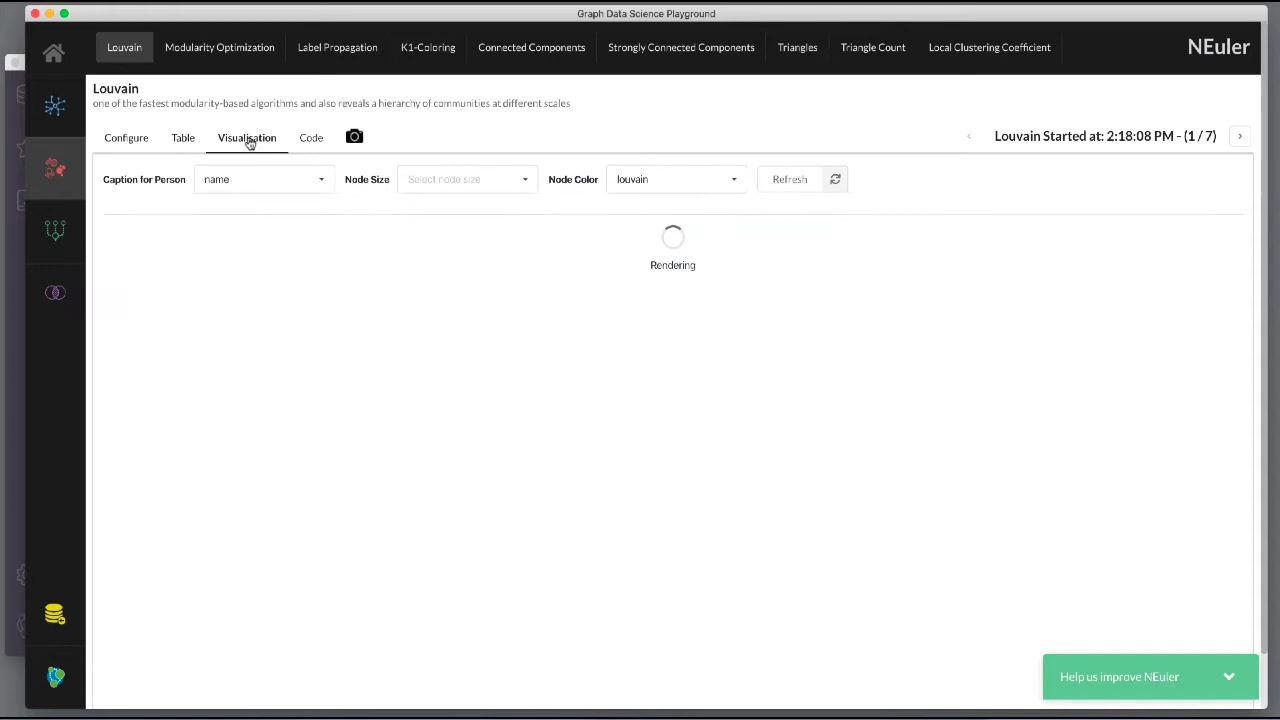 Graph Data Science Playground
Louvain Modularity Optimization Label Propagation K1-Coloring Connected Components Strongly Connected Components Triangles Triangle Count Local Clustering Coefficient NEuler
Louvain
one of the fastest modularity-based algorithms and also reveals a hierarchy of communities at different scales
Configure Table Visualisation Code Louvain Started at: 2:18:08 PM - (1 / 7)
Caption for Person name Node Size Select node size Node Color louvain Refresh
Rendering
Help us improve NEuler